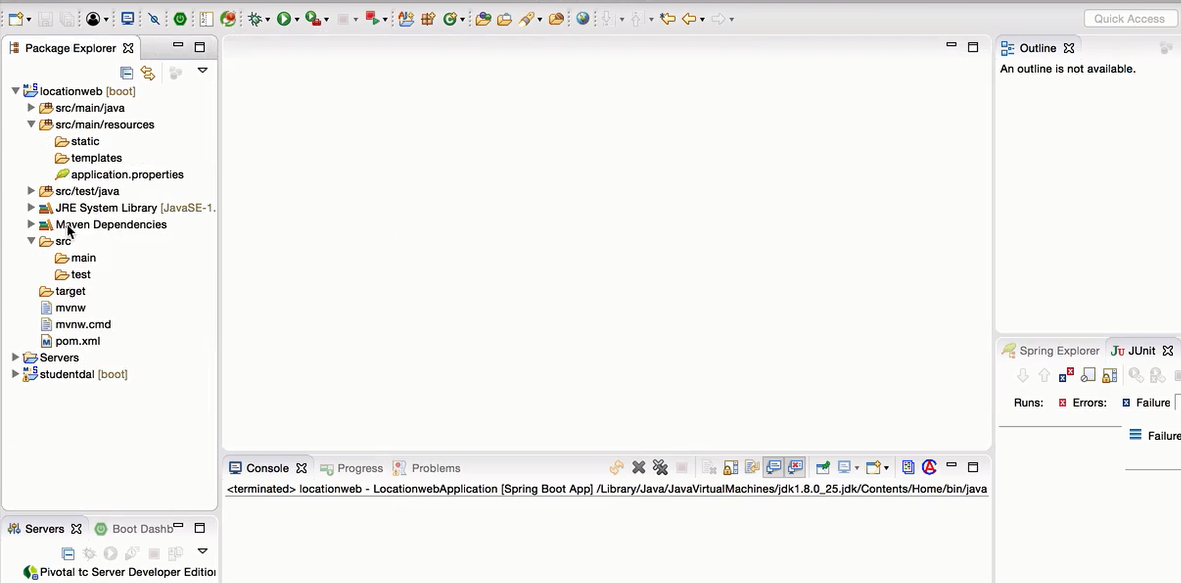 Quick Access
Package Explorer
locationweb [boot]
src/main/java
src/main/resources
static
templates
application.properties
src/test/java
JRE System Library [JavaSE-1.
Maven Dependencies
src
main
test
target
mvnw
mvnw.cmd
pom.xml
Servers
studentdal [boot]
Outline
An outline is not available.
Spring Explorer
JUnit
Runs:
Errors:
Failure
Failure
Console
Progress
Problems
<terminated> locationweb - LocationwebApplication [Spring Boot App] /Library/Java/JavaVirtualMachines/jdk1.8.0_25.jdk/Contents/Home/bin/java
Servers
Boot Dashb
Pivotal tc Server Developer Edition